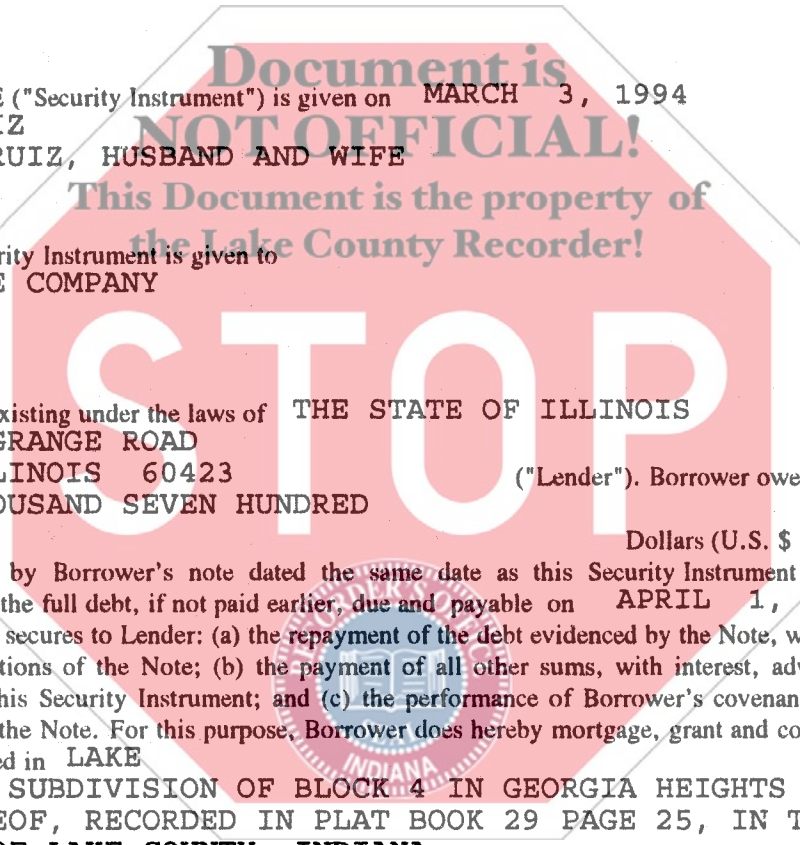 Document is
E ("Security Instrument") is given on MARCH 3, 1994
IZ
NOT OFFICIAL!
RUIZ, HUSBAND AND WIFE
This Document is the property of
the Lake County Recorder!
rity Instrument is given to
E COMPANY
STOP
xisting under the laws of THE STATE OF ILLINOIS
GRANGE ROAD
LINOIS 60423 ("Lender"). Borrower owe
OUSAND SEVEN HUNDRED
Dollars (U.S. $
by Borrower's note dated the same date as this Security Instrument
the full debt, if not paid earlier, due and payable on APRIL 1,
secures to Lender: (a) the repayment of the debt evidenced by the Note, w
tions of the Note; (b) the payment of all other sums, with interest, adv
his Security Instrument; and (c) the performance of Borrower's covenan
the Note. For this purpose, Borrower does hereby mortgage, grant and co
ed in LAKE
SUBDIVISION OF BLOCK 4 IN GEORGIA HEIGHTS
INDIANA
EOF, RECORDED IN PLAT BOOK 29 PAGE 25, IN T
OF LAKE COUNTY, INDIANA